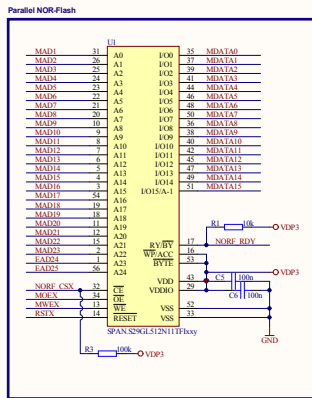 Parallel NOR-Flash
U1
MAD1 31 A0 I/O0 35 MDATA0
MAD2 26 A1 I/O1 37 MDATA1
MAD3 25 A2 I/O2 39 MDATA2
MAD4 24 A3 I/O3 41 MDATA3
MAD5 23 A4 I/O4 44 MDATA4
MAD6 22 A5 I/O5 46 MDATA5
MAD7 21 A6 I/O6 48 MDATA6
MAD8 20 A7 I/O7 50 MDATA7
MAD9 10 A8 I/O8 36 MDATA8
MAD10 9 A9 I/O9 38 MDATA9
MAD11 8 A10 I/O10 40 MDATA10
MAD12 7 A11 I/O11 42 MDATA11
MAD13 6 A12 I/O12 45 MDATA12
MAD14 5 A13 I/O13 47 MDATA13
MAD15 4 A14 I/O14 49 MDATA14
MAD16 3 A15 I/O15/A-1 51 MDATA15
MAD17 54 A16
MAD18 19 A17
MAD19 18 A18
MAD20 11 A19 R1 10k
MAD21 12 A20 VDP3
MAD22 15 A21 RY/BY 17 NORF_RDY
MAD23 2 A22 WP/ACC 16
EAD24 1 A23 BYTE 53
EAD25 56 A24 VDP3
VDD 43 C5 100n
NORF_CSX 32 CE VDDIO 29 C6 100n
MOEX 34 OE
MWEX 13 WE VSS 52
RSTX 14 RESET VSS 33
SPAN.S29GL512N11TFIxxy
GND
R3 100k VDP3